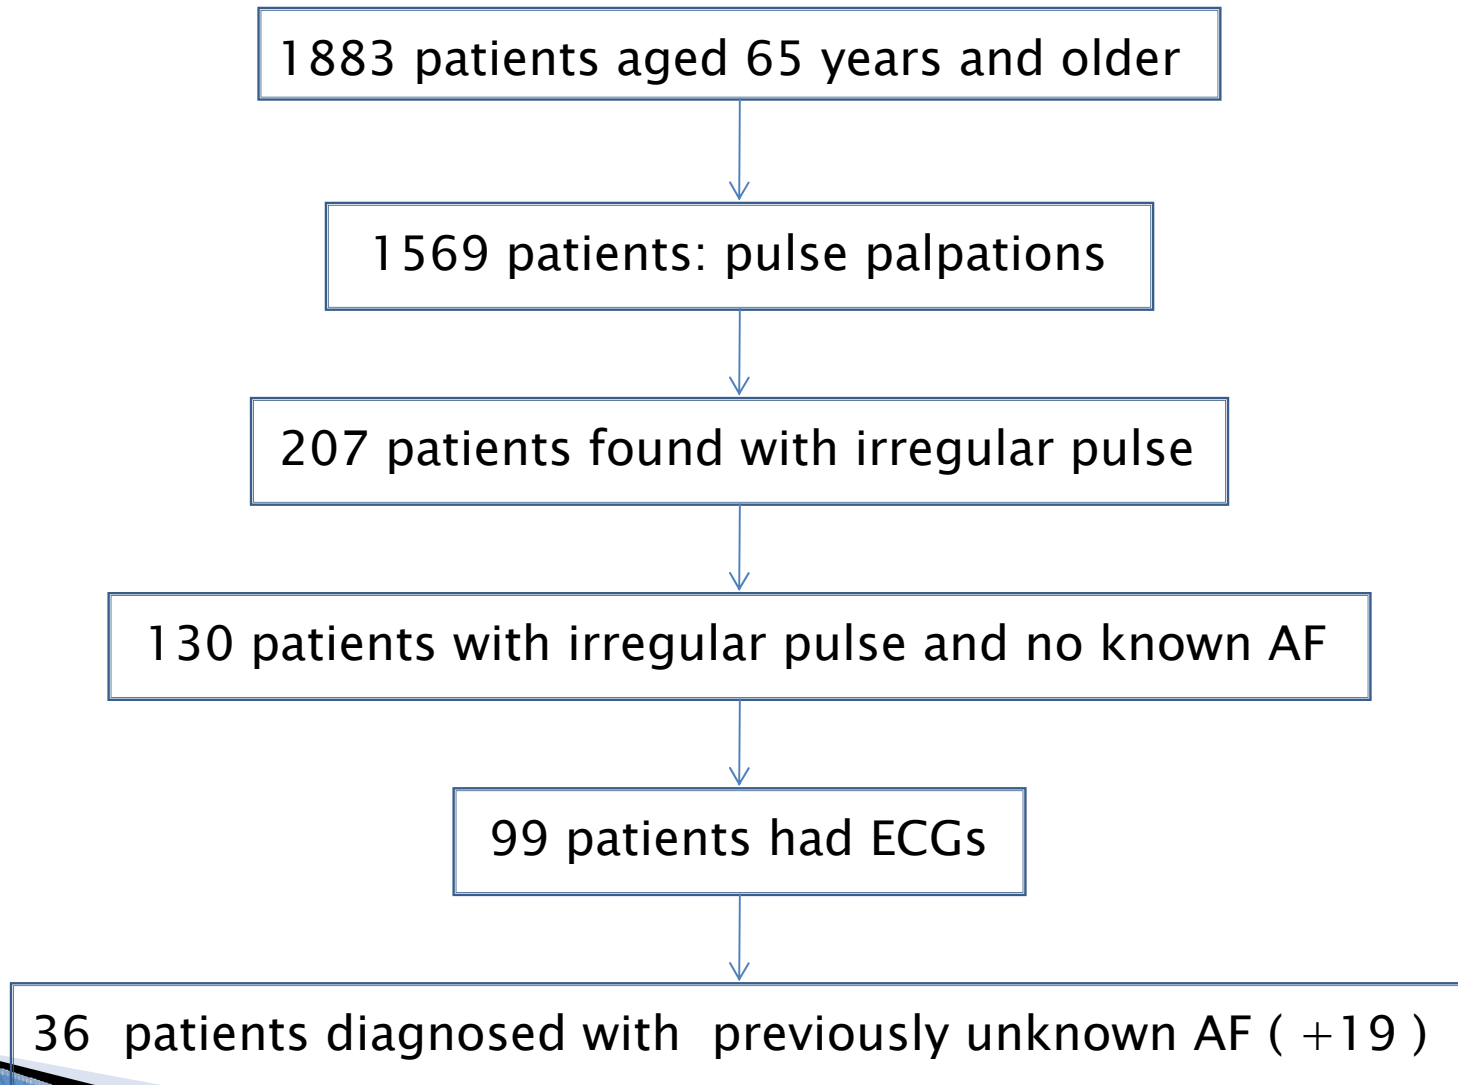 1883 patients aged 65 years and older
1569 patients: pulse palpations
207 patients found with irregular pulse
130 patients with irregular pulse and no known AF
99 patients had ECGs
36 patients diagnosed with previously unknown AF ( +19 )